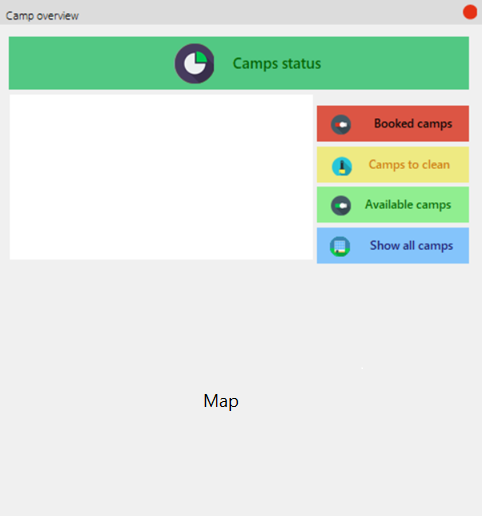 Camp overview
Camps status
Booked camps
Camps to clean
Available camps
Show all camps
Map